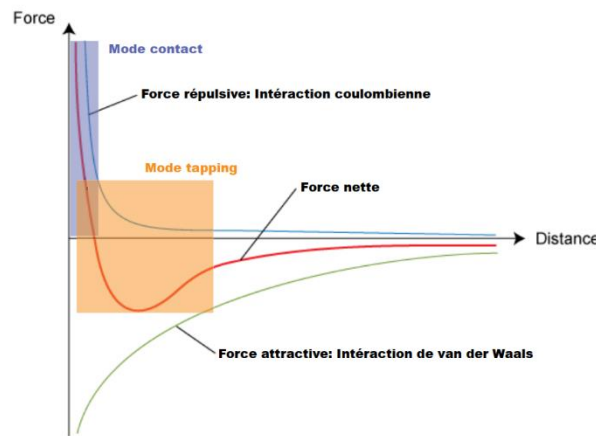 Force
Mode contact
Force répulsive: Intéraction coulombienne
Mode tapping
Force nette
Distance
Force attractive: Intéraction de van der Waals